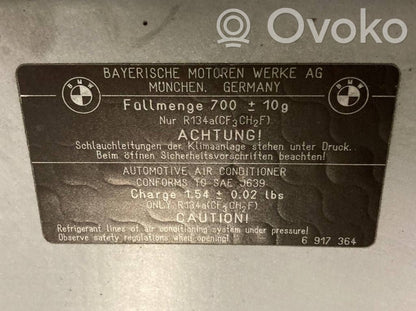 Ovoko
BMW
BMW
BAYERISCHE MOTOREN WERKE AG
MÜNCHEN, GERMANY
Füllmenge 700 ± 10g
Nur R134a(CF₃CH₂F)
ACHTUNG!
Schlauchleitungen der Klimaanlage stehen unter Druck.
Beim öffnen Sicherheitsvorschriften beachten!
AUTOMOTIVE AIR CONDITIONER
CONFORMS TO SAE J639
Charge 1.54 ± 0.02 lbs
ONLY R134a(CF₃CH₂F)
CAUTION!
Refrigerant lines of air conditioning system under pressure!
Observe safety regulations when opening!
6 917 364